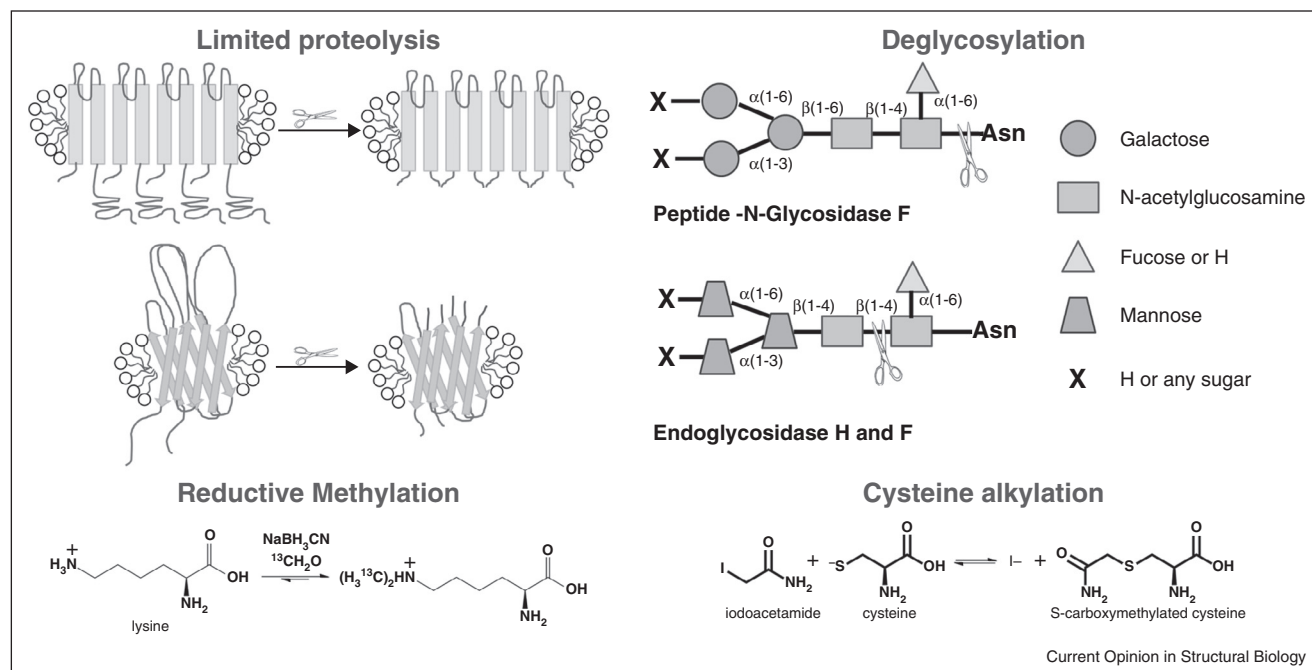 Limited proteolysis
Deglycosylation
X
α(1-6)
β(1-6)
β(1-4)
α(1-6)
Asn
X
α(1-3)
Peptide -N-Glycosidase F
X
α(1-6)
β(1-4)
β(1-4)
α(1-6)
Asn
X
α(1-3)
Endoglycosidase H and F
Galactose
N-acetylglucosamine
Fucose or H
Mannose
X H or any sugar
Reductive Methylation
+
H₃N
O
OH
NH₂
lysine
NaBH₃CN
¹³CH₂O
+
(H₃¹³C)₂HN
O
OH
NH₂
Cysteine alkylation
O
I
NH₂
iodoacetamide
+
O
-S
OH
NH₂
cysteine
I–
+
O
O
S
OH
NH₂
NH₂
S-carboxymethylated cysteine
Current Opinion in Structural Biology